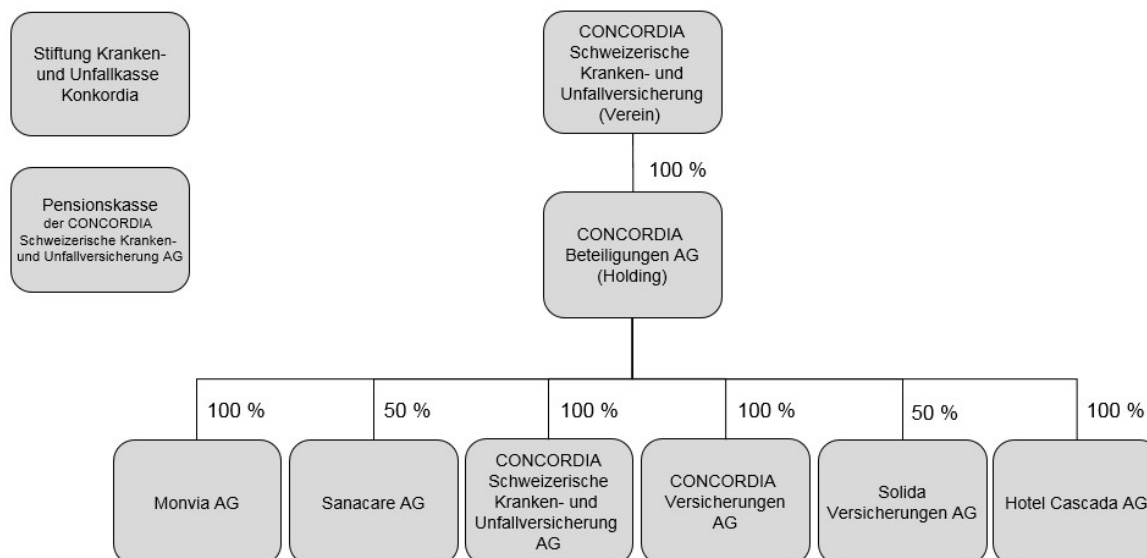 Stiftung Kranken-
und Unfallkasse
Konkordia
CONCORDIA
Schweizerische
Kranken- und
Unfallversicherung
(Verein)
100 %
Pensionskasse
der CONCORDIA
Schweizerische Kranken-
und Unfallversicherung AG
CONCORDIA
Beteiligungen AG
(Holding)
100 %
50 %
100 %
100 %
50 %
100 %
Monvia AG
Sanacare AG
CONCORDIA
Schweizerische
Kranken- und
Unfallversicherung
AG
CONCORDIA
Versicherungen
AG
Solida
Versicherungen AG
Hotel Cascada AG